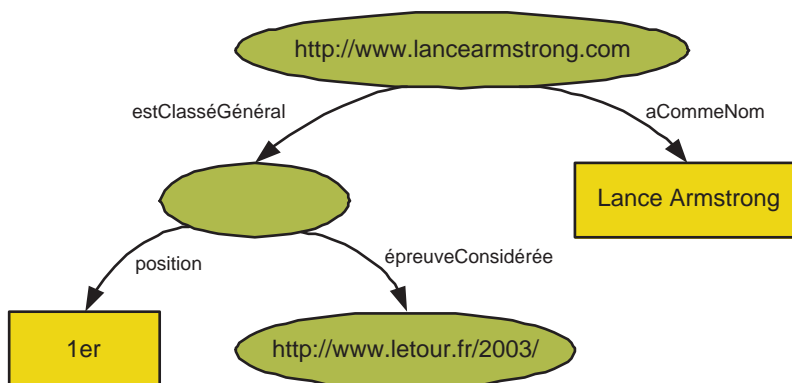 http://www.lancearmstrong.com
estClasséGénéral
aCommeNom
Lance Armstrong
position
épreuveConsidérée
1er
http://www.letour.fr/2003/